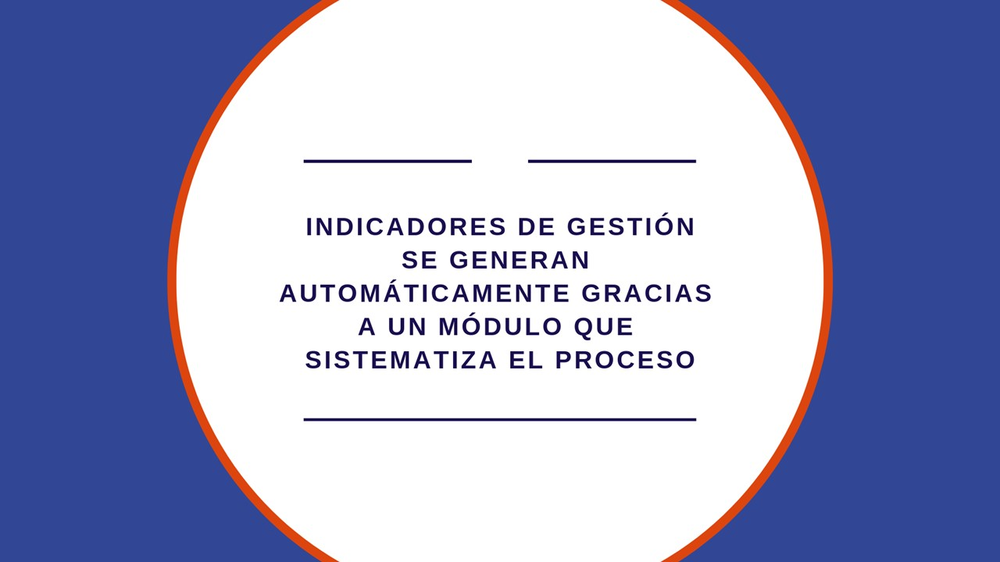 INDICADORES DE GESTIÓN
SE GENERAN
AUTOMÁTICAMENTE GRACIAS
A UN MÓDULO QUE
SISTEMATIZA EL PROCESO